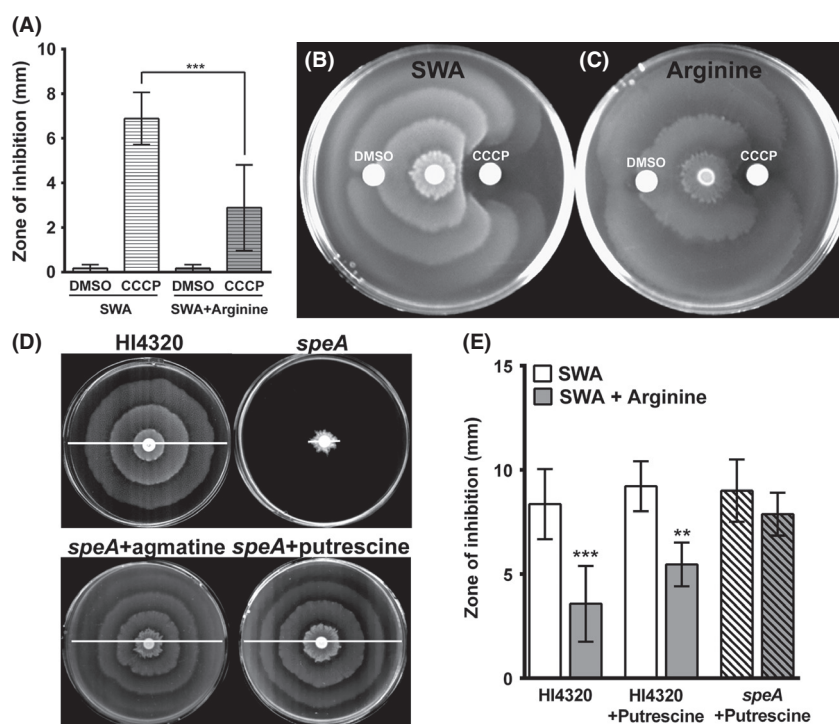 (A)
Zone of inhibition (mm)
10
8
6
4
2
0
***
DMSO CCCP DMSO CCCP
SWA SWA+Arginine
(B)
SWA
DMSO
CCCP
(C)
Arginine
DMSO
CCCP
(D)
HI4320 speA
speA+agmatine speA+putrescine
(E)
Zone of inhibition (mm)
15
10
5
0
SWA
SWA + Arginine
***
**
HI4320 HI4320 speA
+Putrescine +Putrescine